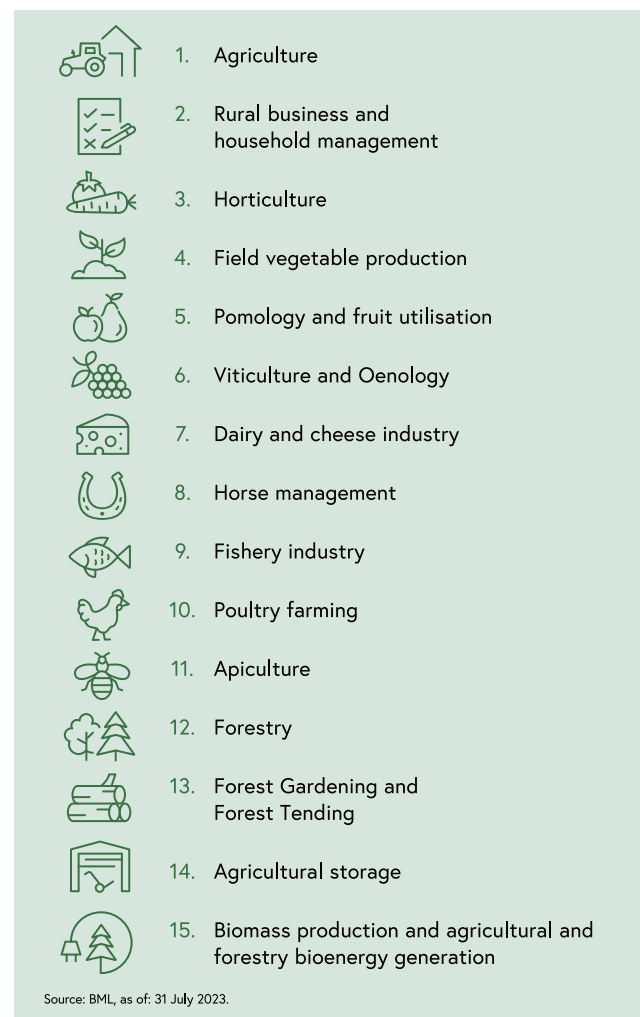 1. Agriculture
2. Rural business and
household management
3. Horticulture
4. Field vegetable production
5. Pomology and fruit utilisation
6. Viticulture and Oenology
7. Dairy and cheese industry
8. Horse management
9. Fishery industry
10. Poultry farming
11. Apiculture
12. Forestry
13. Forest Gardening and
Forest Tending
14. Agricultural storage
15. Biomass production and agricultural and
forestry bioenergy generation
Source: BML, as of: 31 July 2023.